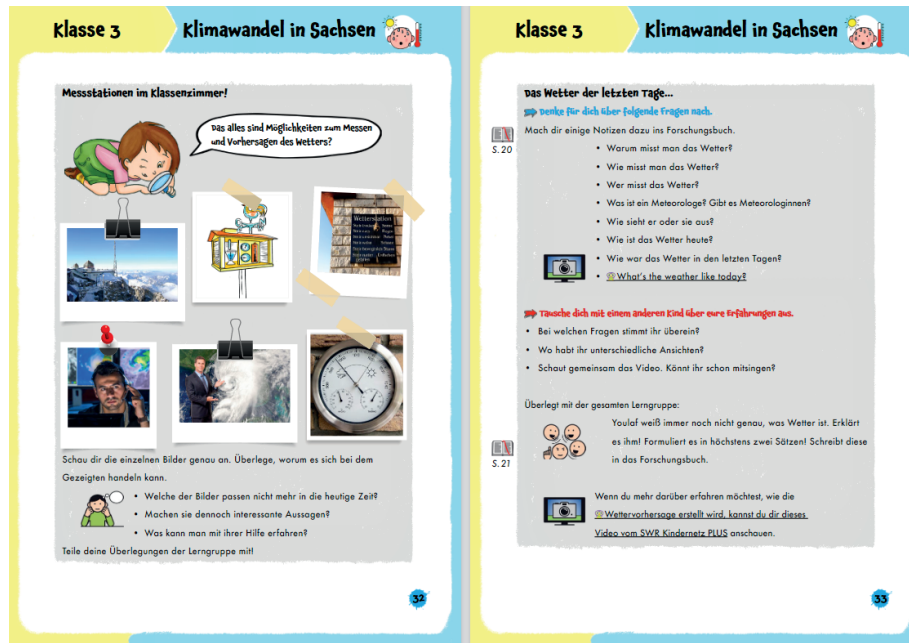 Klasse 3
Klimawandel in Sachsen
Messstationen im Klassenzimmer!
Das alles sind Möglichkeiten zum Messen
und Vorhersagen des Wetters?
Wetterstation
Schau dir die einzelnen Bilder genau an. Überlege, worum es sich bei dem
Gezeigten handeln kann.
• Welche der Bilder passen nicht mehr in die heutige Zeit?
• Machen sie dennoch interessante Aussagen?
• Was kann man mit ihrer Hilfe erfahren?
Teile deine Überlegungen der Lerngruppe mit!
32
Klasse 3
Klimawandel in Sachsen
Das Wetter der letzten Tage...
Denke für dich über folgende Fragen nach.
Mach dir einige Notizen dazu ins Forschungsbuch.
S. 20
• Warum misst man das Wetter?
• Wie misst man das Wetter?
• Wer misst das Wetter?
• Was ist ein Meteorologe? Gibt es Meteorologinnen?
• Wie sieht er oder sie aus?
• Wie ist das Wetter heute?
• Wie war das Wetter in den letzten Tagen?
• What's the weather like today?
Tausche dich mit einem anderen Kind über eure Erfahrungen aus.
• Bei welchen Fragen stimmt ihr überein?
• Wo habt ihr unterschiedliche Ansichten?
• Schaut gemeinsam das Video. Könnt ihr schon mitsingen?
Überlegt mit der gesamten Lerngruppe:
Youlaf weiß immer noch nicht genau, was Wetter ist. Erklärt
es ihm! Formuliert es in höchstens zwei Sätzen! Schreibt diese
in das Forschungsbuch.
S. 21
Wenn du mehr darüber erfahren möchtest, wie die
Wettervorhersage erstellt wird, kannst du dir dieses
Video vom SWR Kindernetz PLUS anschauen.
33